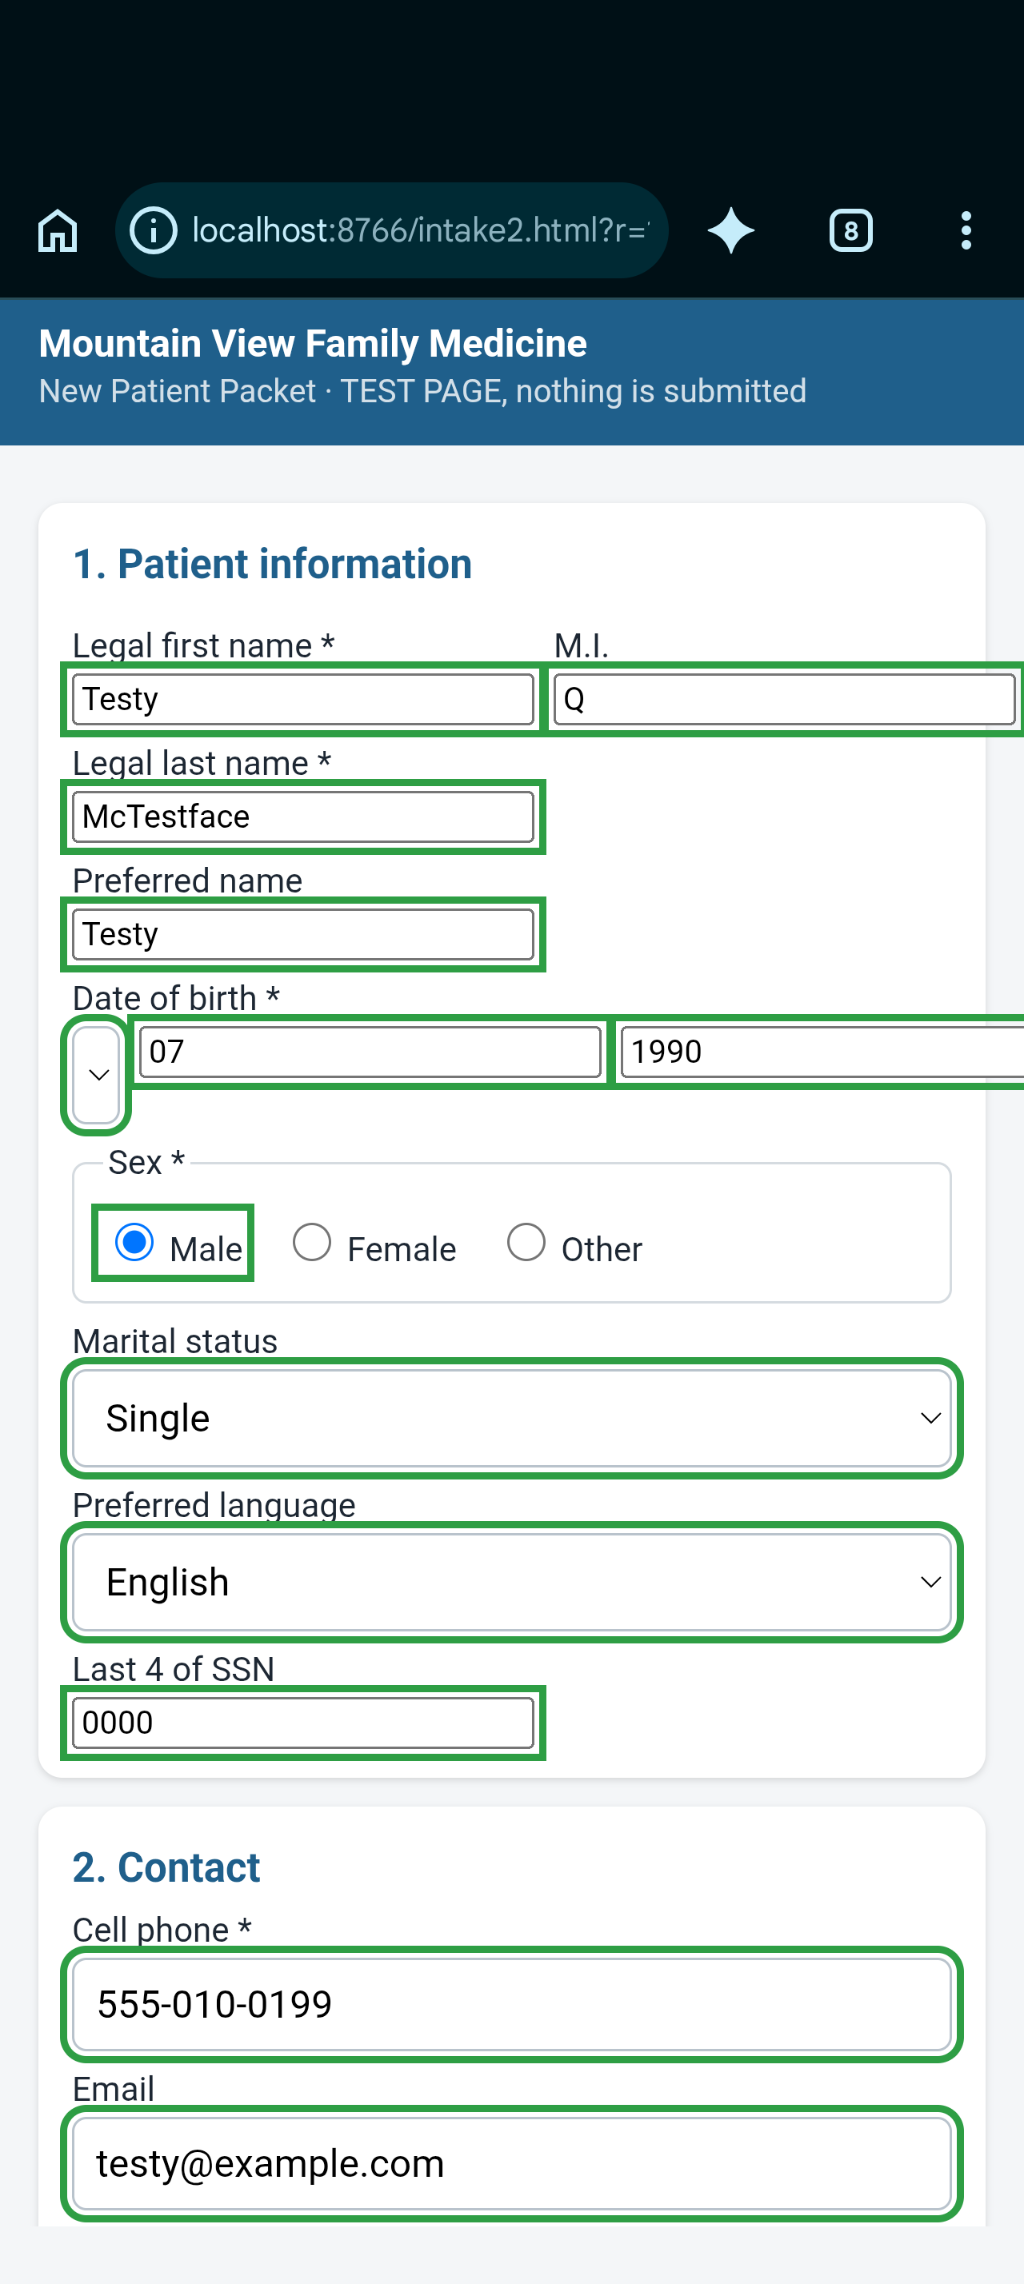 localhost:8766/intake2.html?r=
8
Mountain View Family Medicine
New Patient Packet · TEST PAGE, nothing is submitted
1. Patient information
Legal first name * M.I.
Testy Q
Legal last name *
McTestface
Preferred name
Testy
Date of birth *
07 1990
Sex *
Male Female Other
Marital status
Single
Preferred language
English
Last 4 of SSN
0000
2. Contact
Cell phone *
555-010-0199
Email
testy@example.com